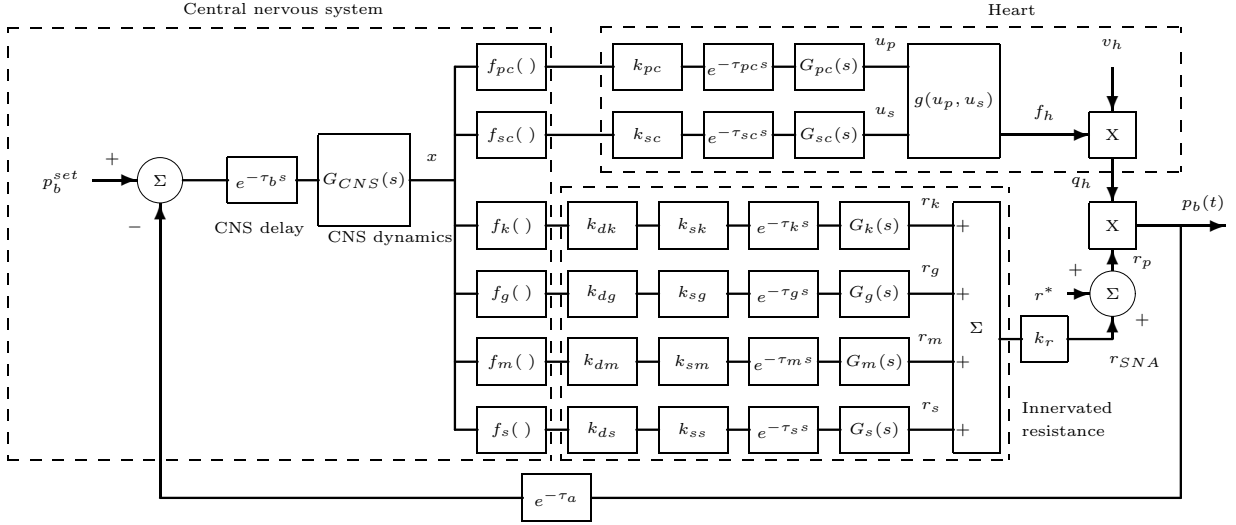 Central nervous system
Heart
f_{pc}( ) k_{pc} e^{-τ_{pc}s} G_{pc}(s) u_p g(u_p, u_s) v_h
f_{sc}( ) k_{sc} e^{-τ_{sc}s} G_{sc}(s) u_s f_h X
p_b^{set} + Σ − e^{-τ_b s} G_{CNS}(s) x
CNS delay
CNS dynamics
q_h
f_k( ) k_{dk} k_{sk} e^{-τ_k s} G_k(s) r_k + X p_b(t)
r_p
f_g( ) k_{dg} k_{sg} e^{-τ_g s} G_g(s) r_g + r^* + Σ +
Σ k_r
f_m( ) k_{dm} k_{sm} e^{-τ_m s} G_m(s) r_m + r_{SNA}
f_s( ) k_{ds} k_{ss} e^{-τ_s s} G_s(s) r_s +
Innervated
resistance
e^{-τ_a}